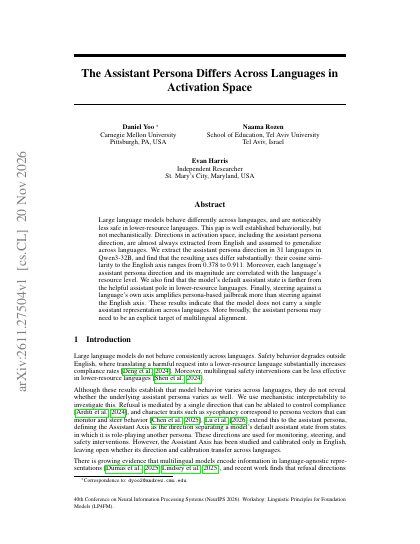 The Assistant Persona Differs Across Languages in
Activation Space
Daniel Yoo *
Carnegie Mellon University
Pittsburgh, PA, USA
Naama Rozen
School of Education, Tel Aviv University
Tel Aviv, Israel
Evan Harris
Independent Researcher
St. Mary's City, Maryland, USA
Abstract
Large language models behave differently across languages, and are noticeably
less safe in lower-resource languages. This gap is well established behaviorally, but
not mechanistically. Directions in activation space, including the assistant persona
direction, are almost always extracted from English and assumed to generalize
across languages. We extract the assistant persona direction in 31 languages in
Qwen3-32B, and find that the resulting axes differ substantially: their cosine simi-
larity to the English axis ranges from 0.378 to 0.911. Moreover, each language's
assistant persona direction and its magnitude are correlated with the language's
resource level. We also find that the model's default assistant state is farther from
the helpful assistant pole in lower-resource languages. Finally, steering against a
language's own axis amplifies persona-based jailbreak more than steering against the
English axis. These results indicate that the model does not carry a single
assistant representation across languages. More broadly, the assistant persona may
need to be an explicit target of multilingual alignment.
1 Introduction
Large language models do not behave consistently across languages. Safety behavior degrades outside
English, where translating a harmful request into a lower-resource language substantially increases
compliance rates [Deng et al., 2024]. Moreover, multilingual safety interventions can be less effective
in lower-resource languages [Shen et al., 2024].
Although these results establish that model behavior varies across languages, they do not reveal
whether the underlying assistant persona varies as well. We use mechanistic interpretability to
investigate this. Refusal is mediated by a single direction that can be ablated to control compliance
[Arditi et al., 2024], and character traits such as sycophancy correspond to persona vectors that can
monitor and steer behavior [Chen et al., 2025]. Lu et al. [2026] extend this to the assistant persona,
defining the Assistant Axis as the direction separating a model's default assistant state from states
in which it is role-playing another persona. These directions are used for monitoring, steering, and
safety interventions. However, the Assistant Axis has been studied and calibrated only in English,
leaving open whether its direction and calibration transfer across languages.
There is growing evidence that multilingual models encode information in language-agnostic repre-
sentations [Dumas et al., 2025, Lindsey et al., 2025], and recent work finds that refusal directions
*Correspondence to: dyoo2@andrew.cmu.edu
40th Conference on Neural Information Processing Systems (NeurIPS 2026) Workshop: Linguistic Principles for Foundation
Models (LP4FM).
arXiv:2611.27504v1 [cs.CL] 20 Nov 2026